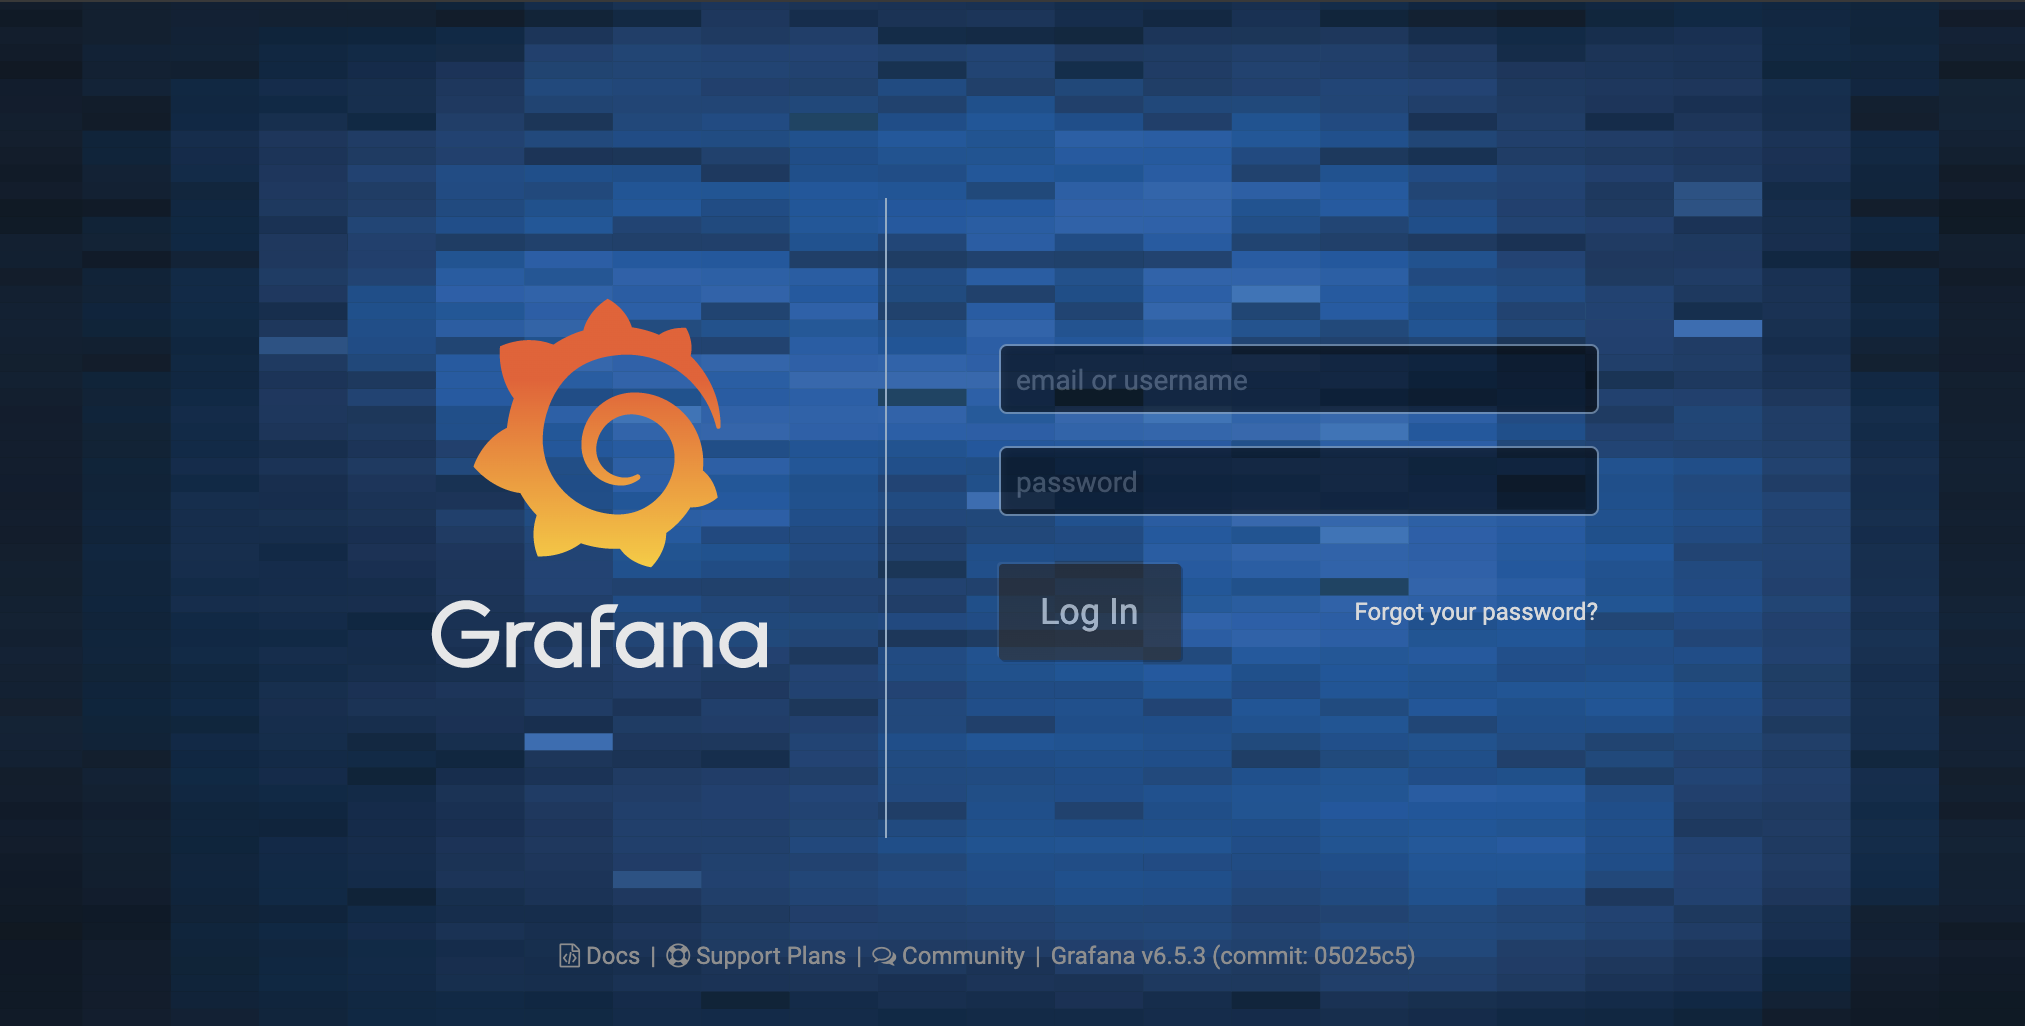 Grafana
email or username
password
Log In
Forgot your password?
Docs | Support Plans | Community | Grafana v6.5.3 (commit: 05025c5)